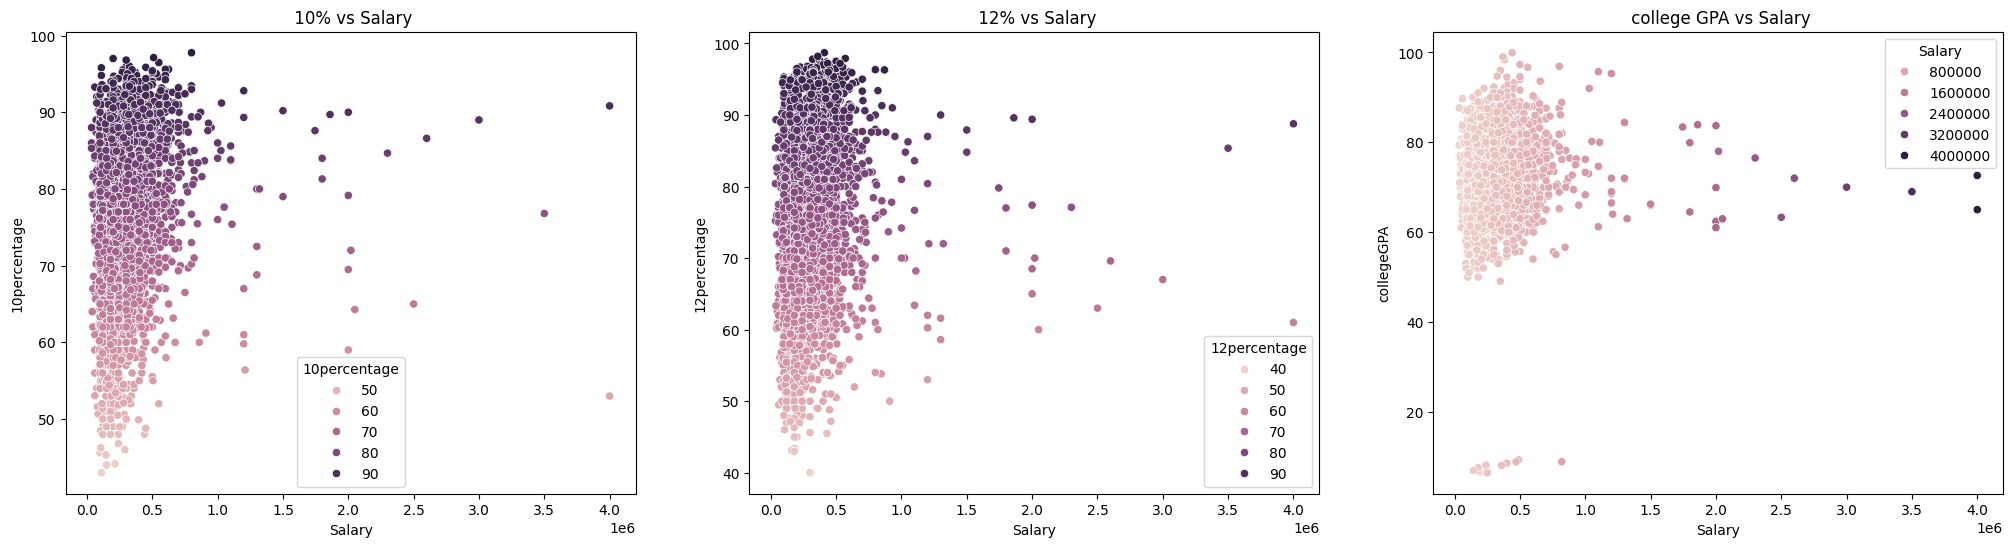 10% vs Salary
10percentage
100
90
80
70
60
50
10percentage
50
60
70
80
90
0.0 0.5 1.0 1.5 2.0 2.5 3.0 3.5 4.0
1e6
Salary
12% vs Salary
12percentage
100
90
80
70
60
50
40
12percentage
40
50
60
70
80
90
0.0 0.5 1.0 1.5 2.0 2.5 3.0 3.5 4.0
1e6
Salary
college GPA vs Salary
collegeGPA
100
80
60
40
20
Salary
800000
1600000
2400000
3200000
4000000
0.0 0.5 1.0 1.5 2.0 2.5 3.0 3.5 4.0
1e6
Salary